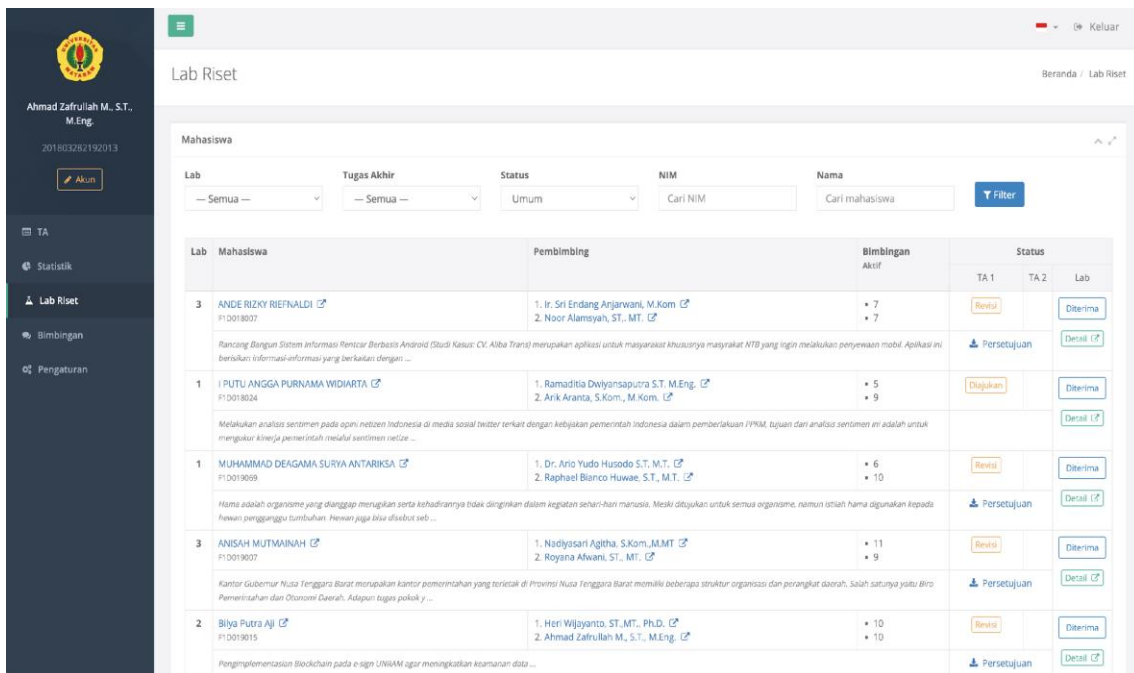 UNIVERSITAS
MATARAM
Ahmad Zafrullah M., S.T.,
M.Eng.
201803282192013
Akun
TA
Statistik
Lab Riset
Bimbingan
Pengaturan
Keluar
Lab Riset
Beranda / Lab Riset
Mahasiswa
Lab Tugas Akhir Status NIM Nama
— Semua — — Semua — Umum Cari NIM Cari mahasiswa Filter
Lab Mahasiswa Pembimbing Bimbingan Status
Aktif
TA 1 TA 2 Lab
3 ANDE RIZKY RIEFNALDI 1. Ir. Sri Endang Anjarwani, M.Kom • 7 Revisi Diterima
F1D018007 2. Noor Alamsyah, ST., MT. • 7
Rancang Bangun Sistem Informasi Rentcar Berbasis Android (Studi Kasus: CV. Aliba Trans) merupakan aplikasi untuk masyarakat khususnya masyrakat NTB yang ingin melakukan penyewaan mobil. Aplikasi ini Persetujuan Detail
berisikan informasi-informasi yang berkaitan dengan ...
1 I PUTU ANGGA PURNAMA WIDIARTA 1. Ramaditia Dwiyansaputra S.T. M.Eng. • 5 Diajukan Diterima
F1D018024 2. Arik Aranta, S.Kom., M.Kom. • 9
Melakukan analisis sentimen pada opini netizen Indonesia di media sosial twitter terkait dengan kebijakan pemerintah Indonesia dalam pemberlakuan PPKM, tujuan dari analisis sentimen ini adalah untuk Detail
mengukur kinerja pemerintah melalui sentimen netize ...
1 MUHAMMAD DEAGAMA SURYA ANTARIKSA 1. Dr. Ario Yudo Husodo S.T, M.T. • 6 Revisi Diterima
F1D019069 2. Raphael Bianco Huwae, S.T., M.T. • 10
Hama adalah organisme yang dianggap merugikan serta kehadirannya tidak diinginkan dalam kegiatan sehari-hari manusia. Meski ditujukan untuk semua organisme, namun istilah hama digunakan kepada Persetujuan Detail
hewan pengganggu tumbuhan. Hewan juga bisa disebut seb ...
3 ANISAH MUTMAINAH 1. Nadiyasari Agitha, S.Kom.,M.MT • 11 Revisi Diterima
F1D019007 2. Royana Afwani, ST., MT. • 9
Kantor Gubernur Nusa Tenggara Barat merupakan kantor pemerintahan yang terletak di Provinsi Nusa Tenggara Barat memiliki beberapa struktur organisasi dan perangkat daerah. Salah satunya yaitu Biro Persetujuan Detail
Pemerintahan dan Otonomi Daerah. Adapun tugas pokok y ...
2 Bilya Putra Aji 1. Heri Wijayanto, ST.,MT., Ph.D. • 10 Revisi Diterima
F1D019015 2. Ahmad Zafrullah M., S.T., M.Eng. • 10
Pengimplementasian Blockchain pada e-sign UNRAM agar meningkatkan keamanan data ... Persetujuan Detail